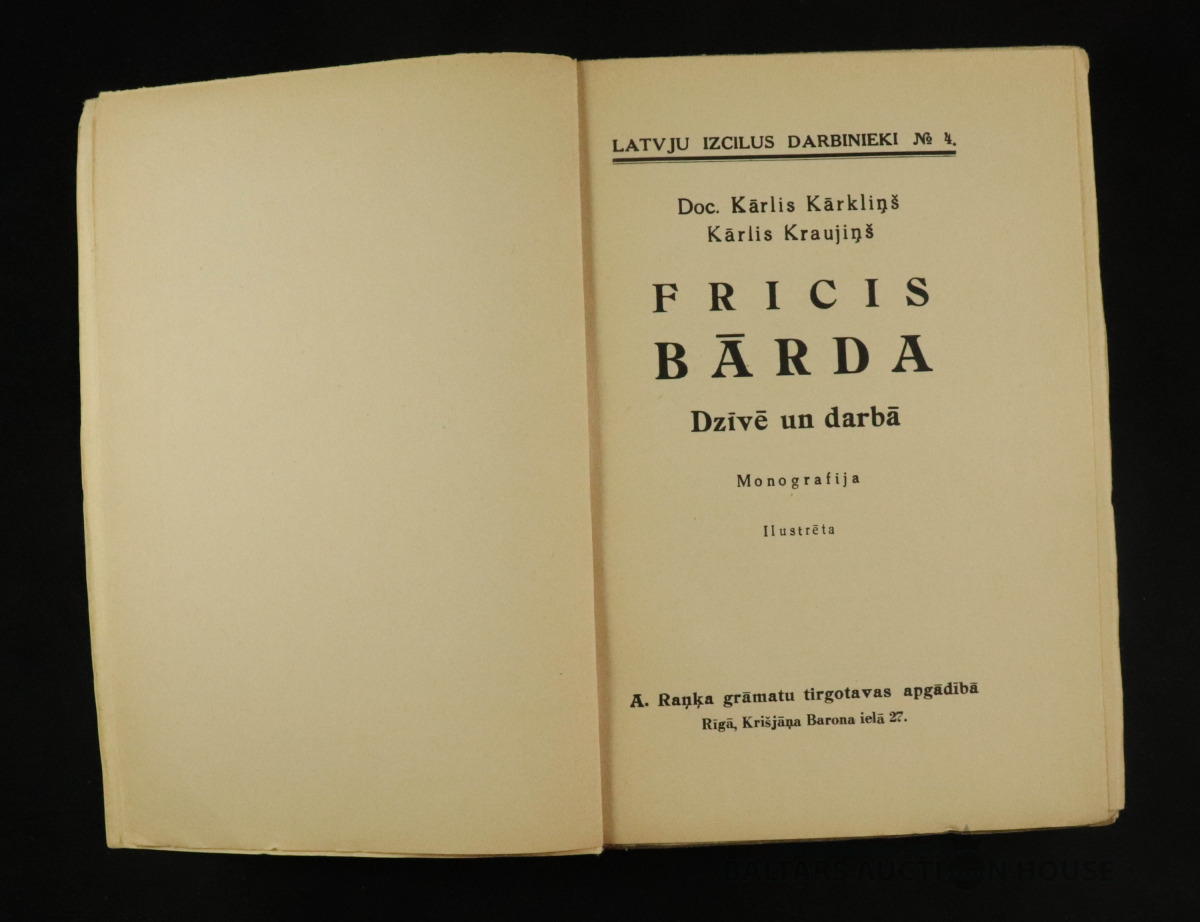 LATVJU IZCILUS DARBINIEKI № 4.
Doc. Kārlis Kārkliņš
Kārlis Kraujiņš
FRICIS
BĀRDA
Dzīvē un darbā
Monografija
Ilustrēta
A. Raņķa grāmatu tirgotavas apgādībā
Rīgā, Krišjāņa Barona ielā 27.
BALTARS AUCTION HOUSE